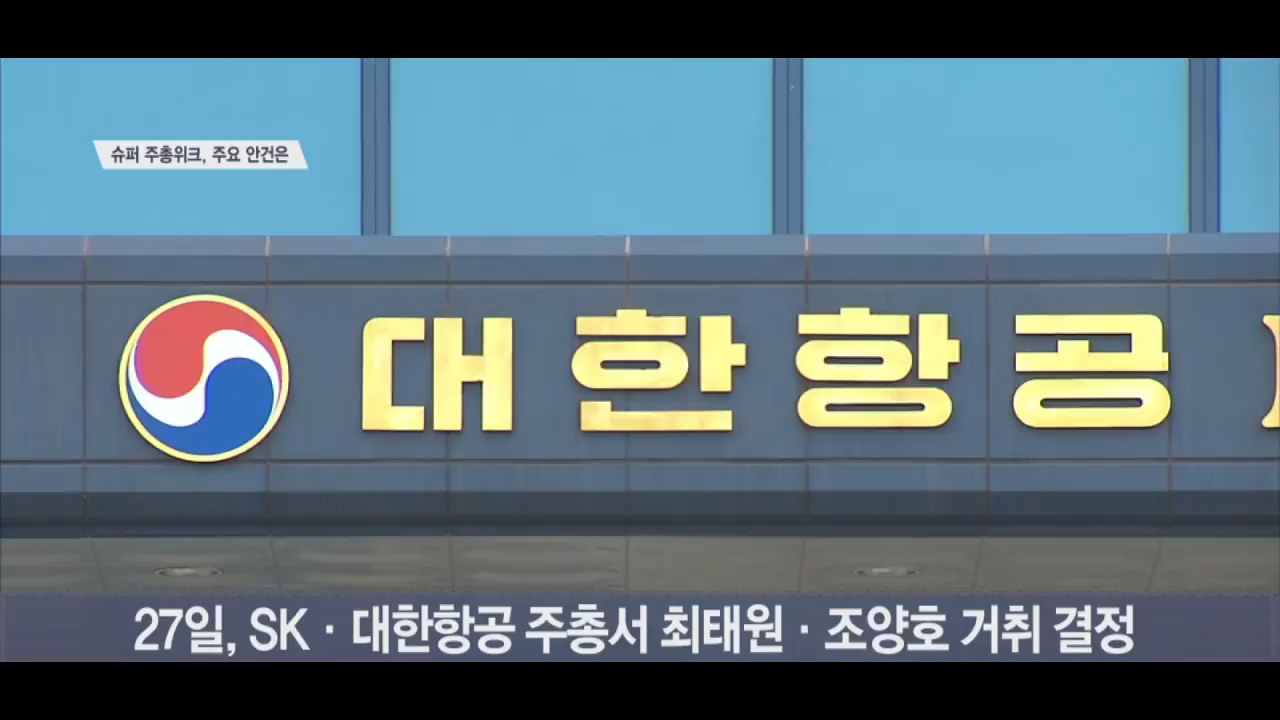 슈퍼 주총위크, 주요 안건은
대한항공
27일, SK · 대한항공 주총서 최태원 · 조양호 거취 결정